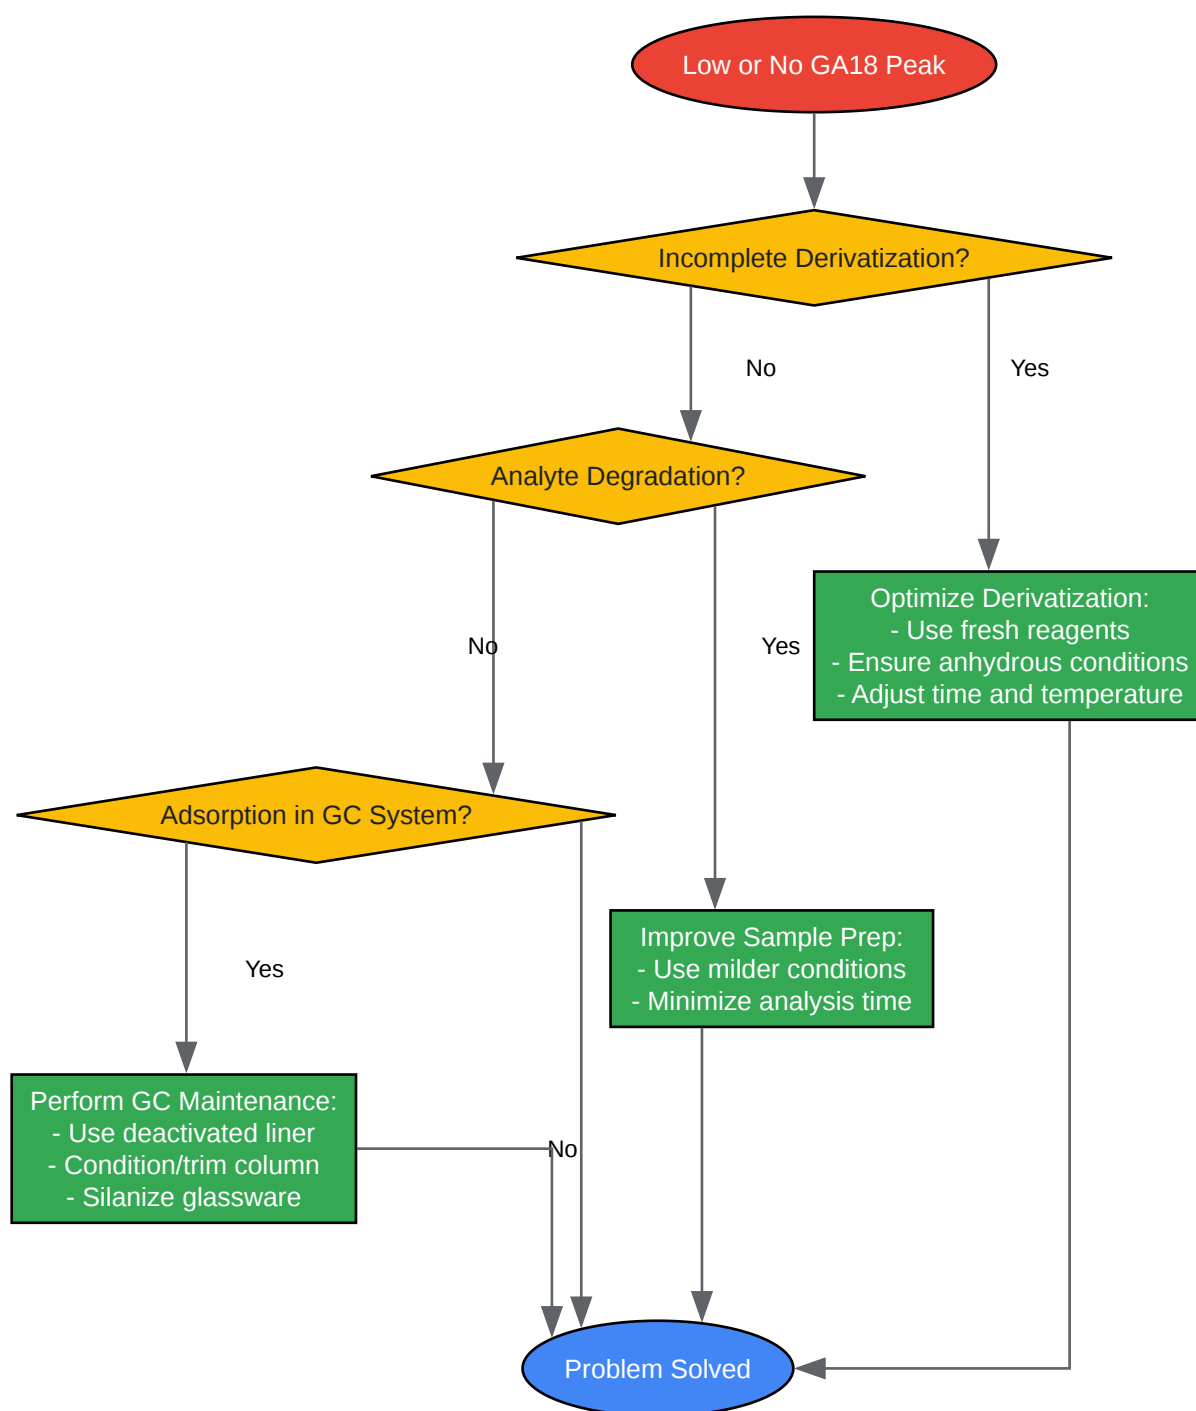 Low or No GA18 Peak
Incomplete Derivatization?
No
Yes
Analyte Degradation?
Optimize Derivatization:
- Use fresh reagents
- Ensure anhydrous conditions
- Adjust time and temperature
No
Yes
Adsorption in GC System?
Improve Sample Prep:
- Use milder conditions
- Minimize analysis time
Yes
Perform GC Maintenance:
- Use deactivated liner
- Condition/trim column
- Silanize glassware
No
Problem Solved